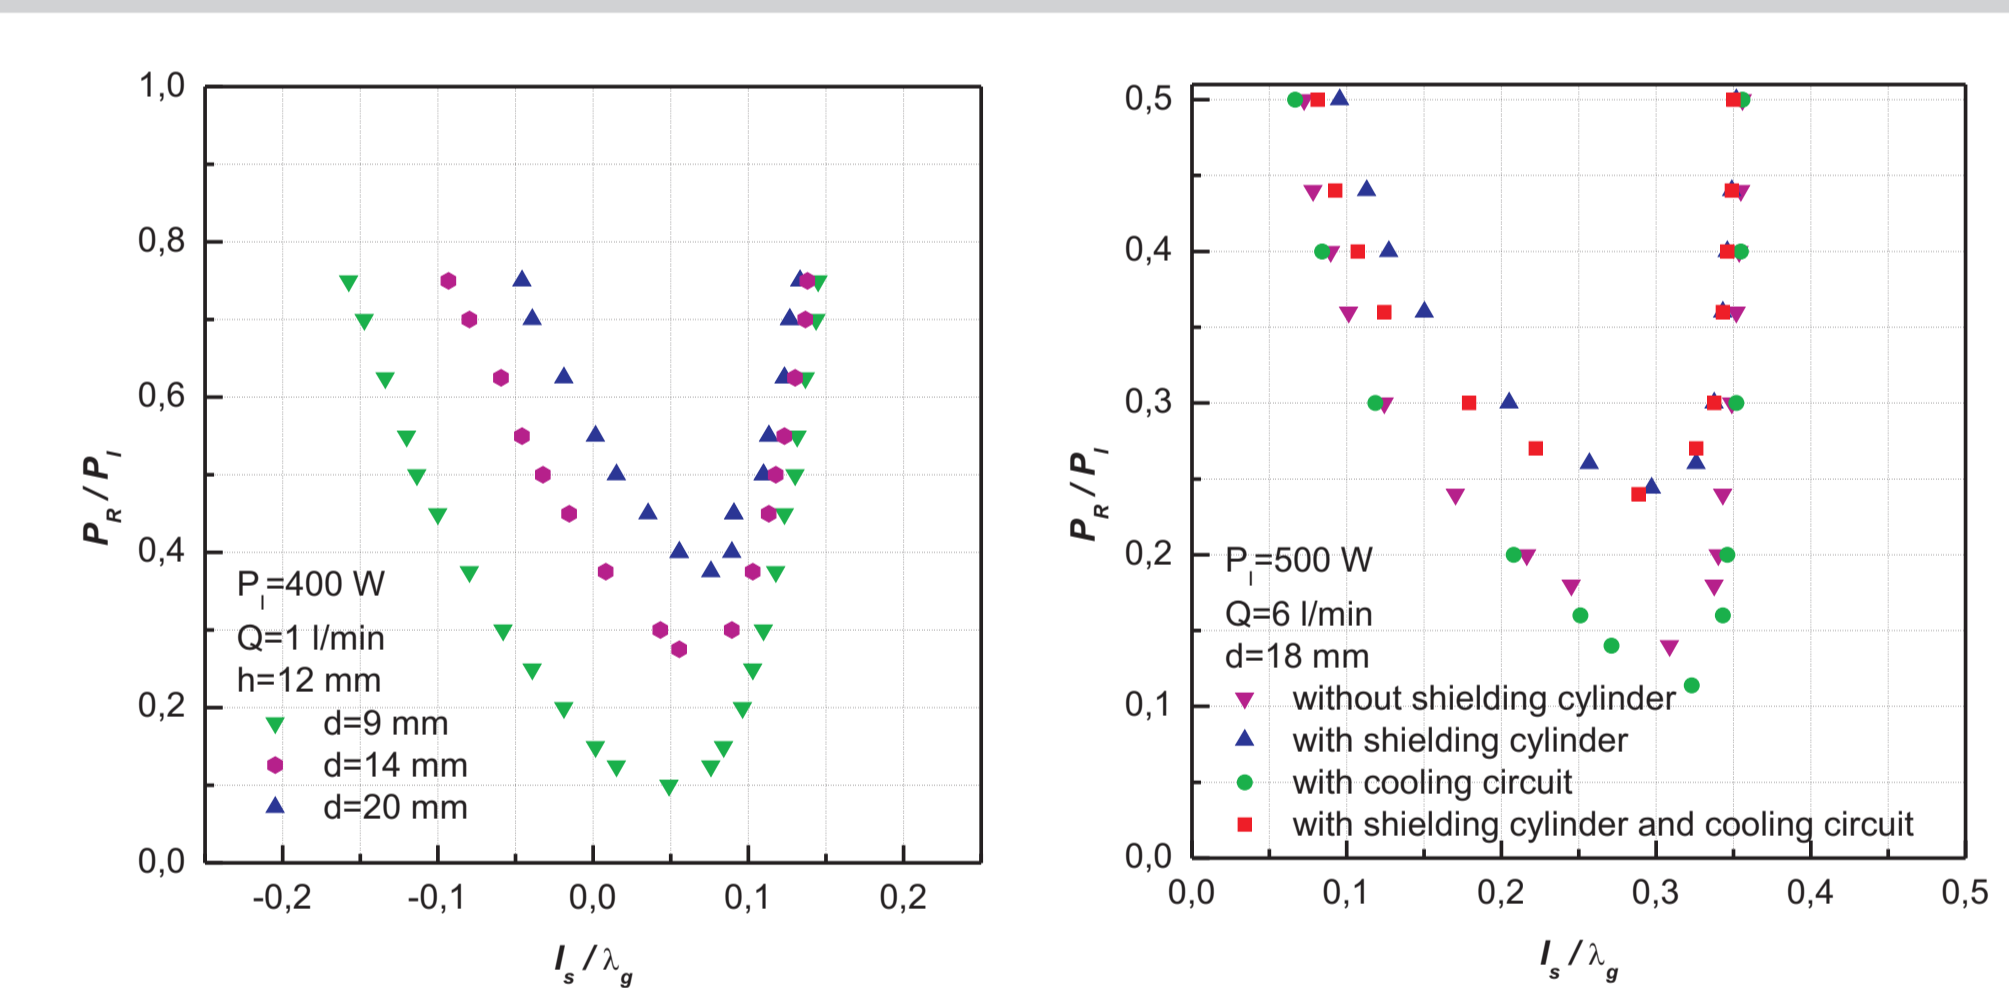 1,0
0,8
0,6
0,4
0,2
0,0
-0,2
-0,1
0,0
0,1
0,2
P_R / P_I
l_s / λ_g
P_I=400 W
Q=1 l/min
h=12 mm
d=9 mm
d=14 mm
d=20 mm
0,5
0,4
0,3
0,2
0,1
0,0
0,0
0,1
0,2
0,3
0,4
0,5
P_R / P_I
l_s / λ_g
P_I=500 W
Q=6 l/min
d=18 mm
without shielding cylinder
with shielding cylinder
with cooling circuit
with shielding cylinder and cooling circuit